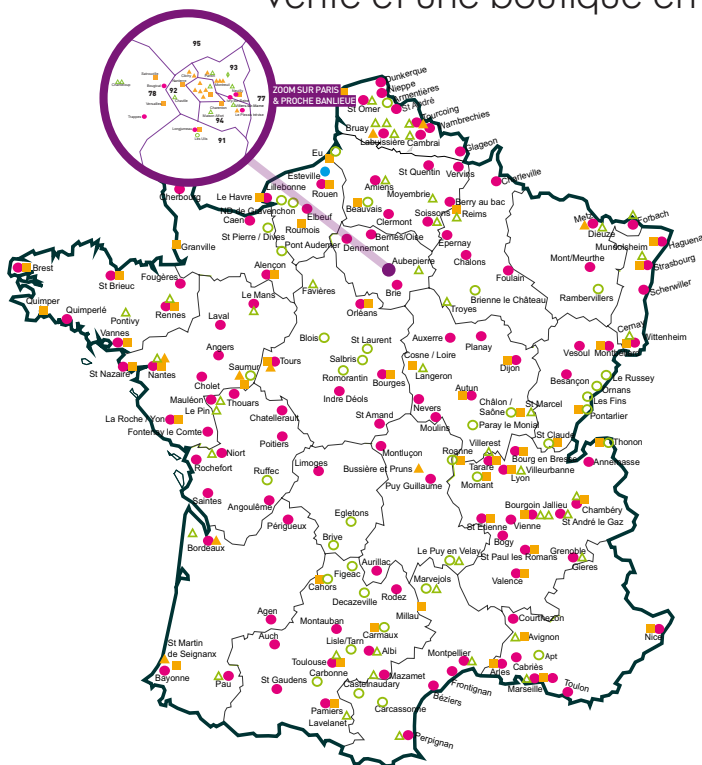 vente et une boutique en
95
93
78
92
77
94
91
ZOOM SUR PARIS
& PROCHE BANLIEUE
Dunkerque
Nieppe
Armentières
St André
St Omer
Tourcoing
Wambrechies
Bruay
Labuissière
Cambrai
Glageon
Eu
St Quentin
Vervins
Charleville
Esteville
Rouen
Amiens
Moyembrie
Cherbourg
Le Havre
Lillebonne
ND de Gravenchon
Beauvais
Berry au bac
Caen
Elbeuf
Clermont
Soissons
Reims
Metz
Forbach
Roumois
St Pierre / Dives
Bernes/Oise
Epernay
Dieuze
Granville
Pont Audemer
Dennemont
Chalons
Mundolsheim
Haguenau
Aubepierre
Mont/Meurthe
Strasbourg
Brest
Alençon
Foulain
Fougères
Favières
Brie
Scherwiller
St Brieuc
Le Mans
Brienne le Château
Rambervillers
Quimper
Quimperlé
Rennes
Orléans
Troyes
Pontivy
Laval
Cernay
Vannes
Blois
St Laurent
Auxerre
Planay
Wittenheim
Angers
Salbris
Cosne / Loire
Vesoul
Montbéliard
St Nazaire
Nantes
Saumur
Tours
Dijon
Romorantin
Langeron
Besançon
Le Russey
Cholet
Bourges
Autun
Ornans
Mauléon
Thouars
Indre Déols
Châlon /
Saône
St Marcel
Les Fins
Le Pin
Nevers
La Roche / Yon
Chatellerault
St Amand
Moulins
Paray le Monial
Pontarlier
Fontenay le Comte
Poitiers
St Claude
Niort
Montluçon
Villerest
Thonon
Rochefort
Roanne
Bourg en Bresse
Limoges
Tarare
Annemasse
Ruffec
Bussière et Pruns
Villeurbanne
Puy Guillaume
Mornant
Lyon
Saintes
Angoulême
Bourgoin Jallieu
Chambéry
Périgueux
Egletons
St Etienne
Vienne
St André le Gaz
Bordeaux
Brive
Bogy
Le Puy en Velay
St Paul les Romans
Grenoble
Figeac
Aurillac
Gières
Cahors
Marvejols
Valence
Decazeville
Rodez
Agen
Montauban
Millau
Courthezon
Auch
Carmaux
Lisle/Tarn
Avignon
Nice
St Martin
de Seignanx
Albi
Montpellier
Apt
Toulouse
Bayonne
Carbonne
Mazamet
Arles
Cabriès
Pau
St Gaudens
Castelnaudary
Frontignan
Marseille
Toulon
Pamiers
Carcassonne
Béziers
Lavelanet
Perpignan